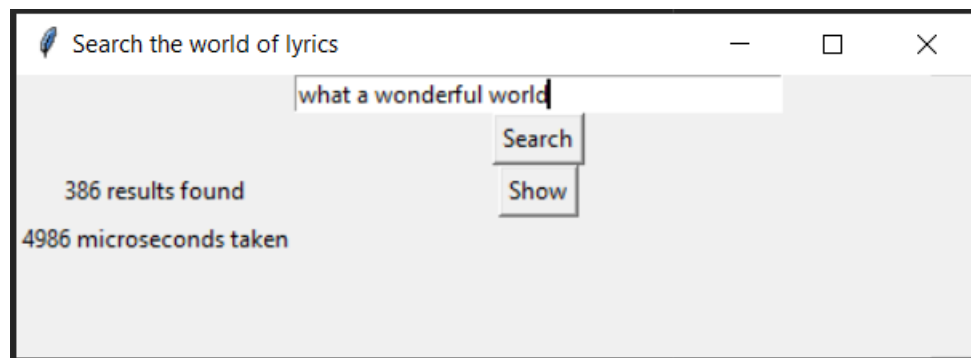 Search the world of lyrics
what a wonderful world
Search
386 results found Show
4986 microseconds taken